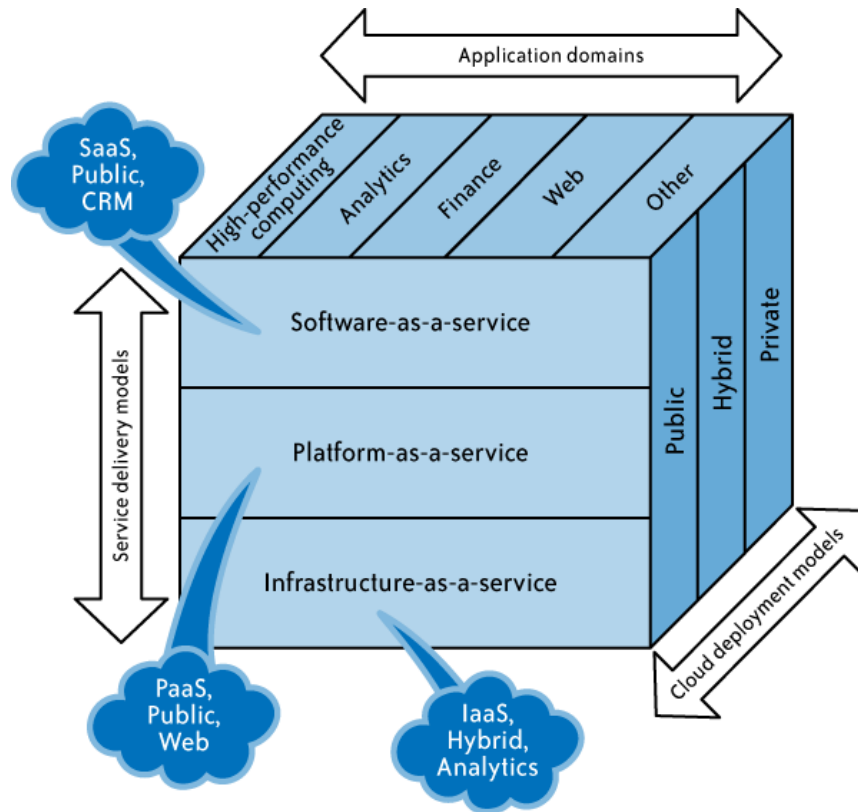 Application domains
SaaS,
Public,
CRM
High-performance
computing
Analytics
Finance
Web
Other
Service delivery models
Software-as-a-service
Platform-as-a-service
Infrastructure-as-a-service
Public
Hybrid
Private
Cloud deployment models
PaaS,
Public,
Web
IaaS,
Hybrid,
Analytics